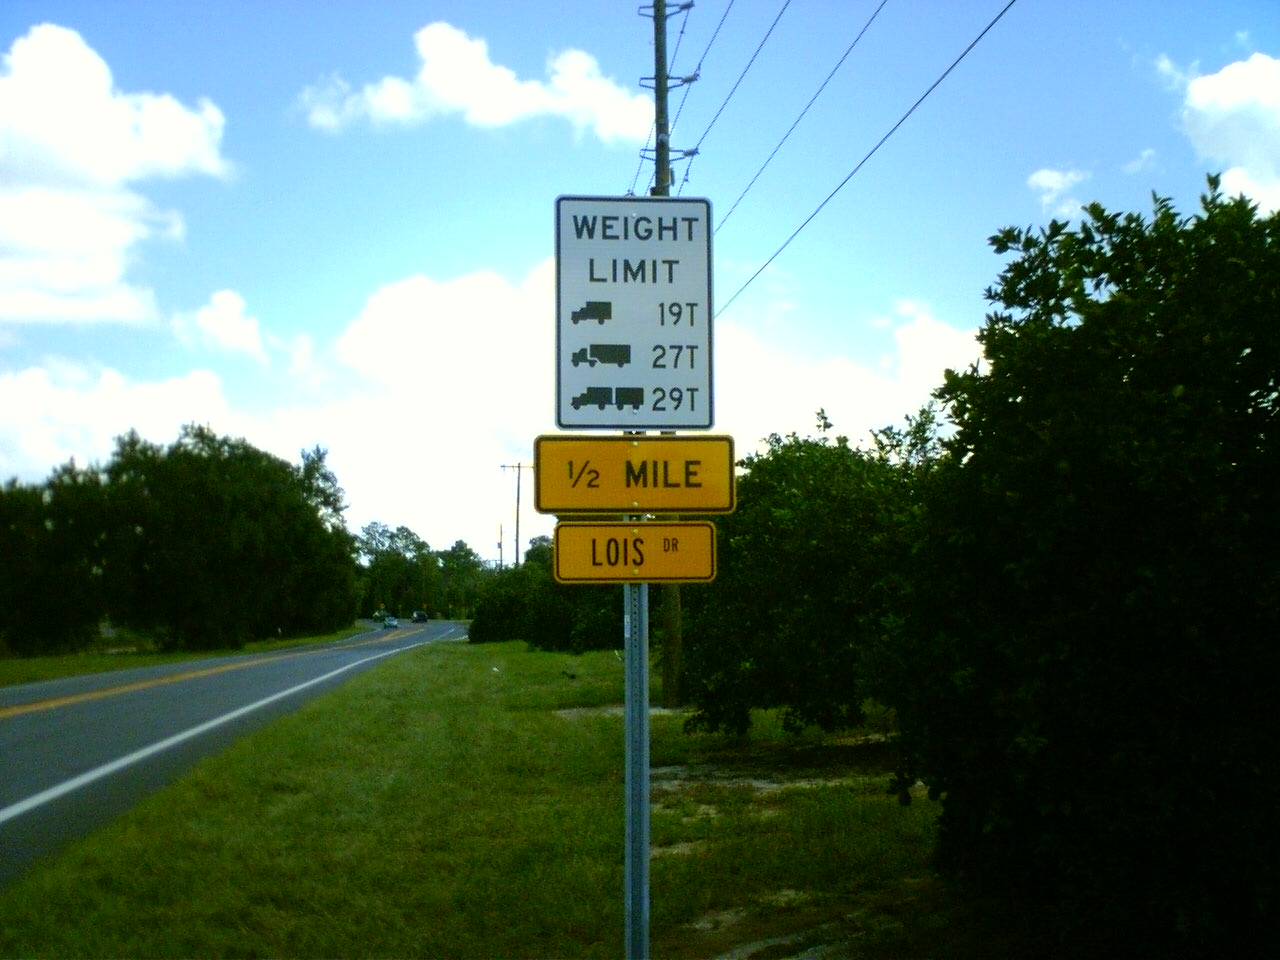 WEIGHT
LIMIT
19T
27T
29T
1/2 MILE
LOIS DR